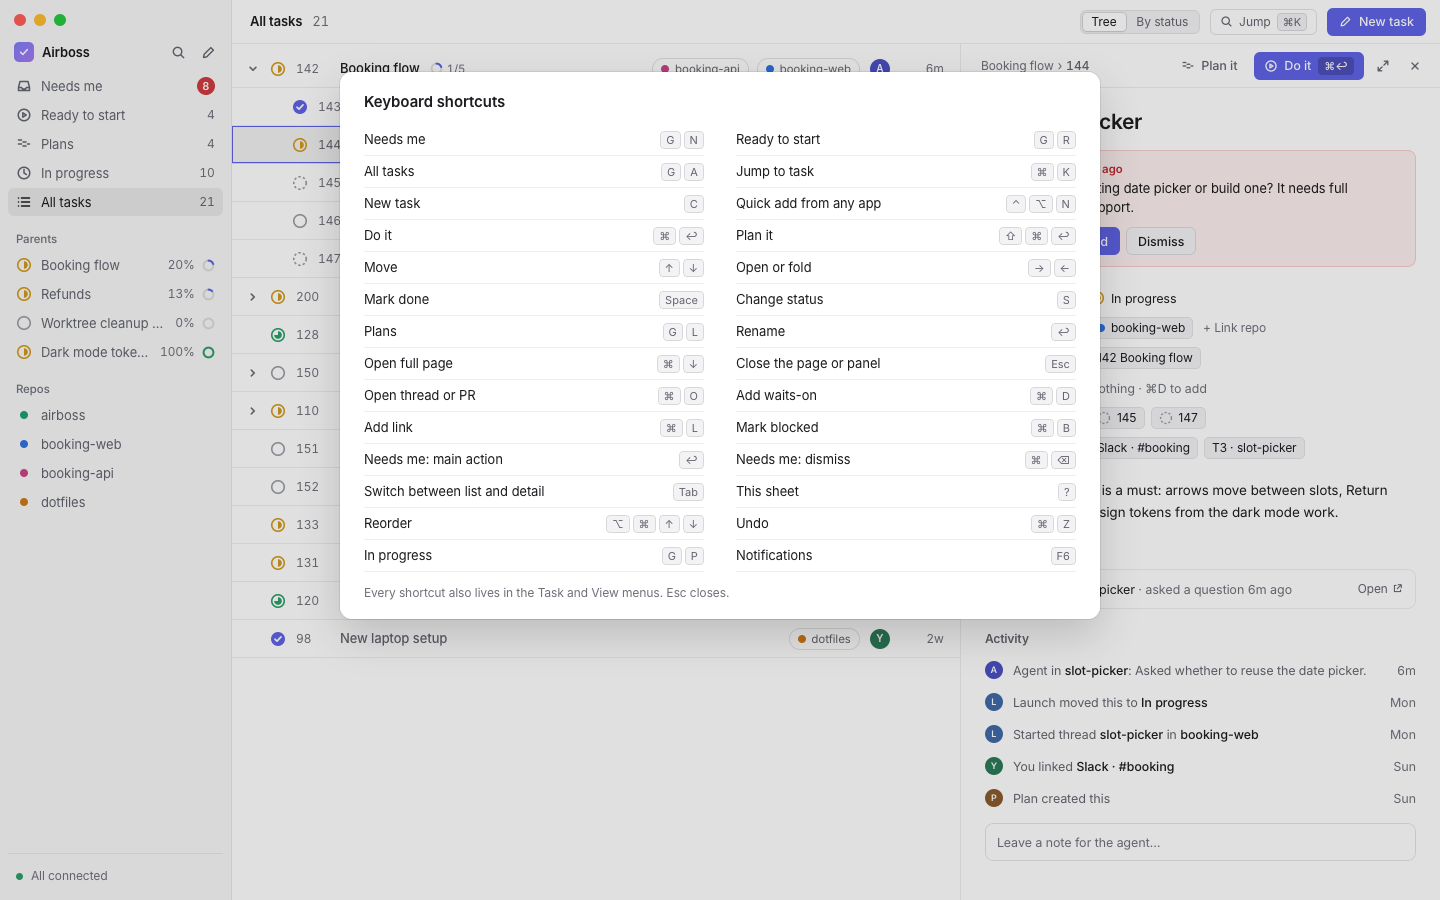 Airboss
Needs me 8
Ready to start 4
Plans 4
In progress 10
All tasks 21
Parents
Booking flow 20%
Refunds 13%
Worktree cleanup ... 0%
Dark mode toke... 100%
Repos
airboss
booking-web
booking-api
dotfiles
All connected
All tasks 21
Tree By status
Jump ⌘K
New task
142 Booking flow 1/5 booking-api booking-web A 6m
143
144
145
146
147
200
128
150
110
151
152
133
131
120
98 New laptop setup dotfiles Y 2w
Keyboard shortcuts
Needs me G N
Ready to start G R
All tasks G A
Jump to task ⌘ K
New task C
Quick add from any app ^ ⌥ N
Do it ⌘ ↩
Plan it ⇧ ⌘ ↩
Move ↑ ↓
Open or fold → ←
Mark done Space
Change status S
Plans G L
Rename ↩
Open full page ⌘ ↓
Close the page or panel Esc
Open thread or PR ⌘ O
Add waits-on ⌘ D
Add link ⌘ L
Mark blocked ⌘ B
Needs me: main action ↩
Needs me: dismiss ⌘ ⌫
Switch between list and detail Tab
This sheet ?
Reorder ⌥ ⌘ ↑ ↓
Undo ⌘ Z
In progress G P
Notifications F6
Every shortcut also lives in the Task and View menus. Esc closes.
Booking flow › 144
Plan it
Do it ⌘↩
cker
ago
ting date picker or build one? It needs full
pport.
d Dismiss
In progress
booking-web + Link repo
142 Booking flow
othing · ⌘D to add
145 147
Slack · #booking T3 · slot-picker
is a must: arrows move between slots, Return
sign tokens from the dark mode work.
picker · asked a question 6m ago Open
Activity
A Agent in slot-picker: Asked whether to reuse the date picker. 6m
L Launch moved this to In progress Mon
L Started thread slot-picker in booking-web Mon
Y You linked Slack · #booking Sun
P Plan created this Sun
Leave a note for the agent...